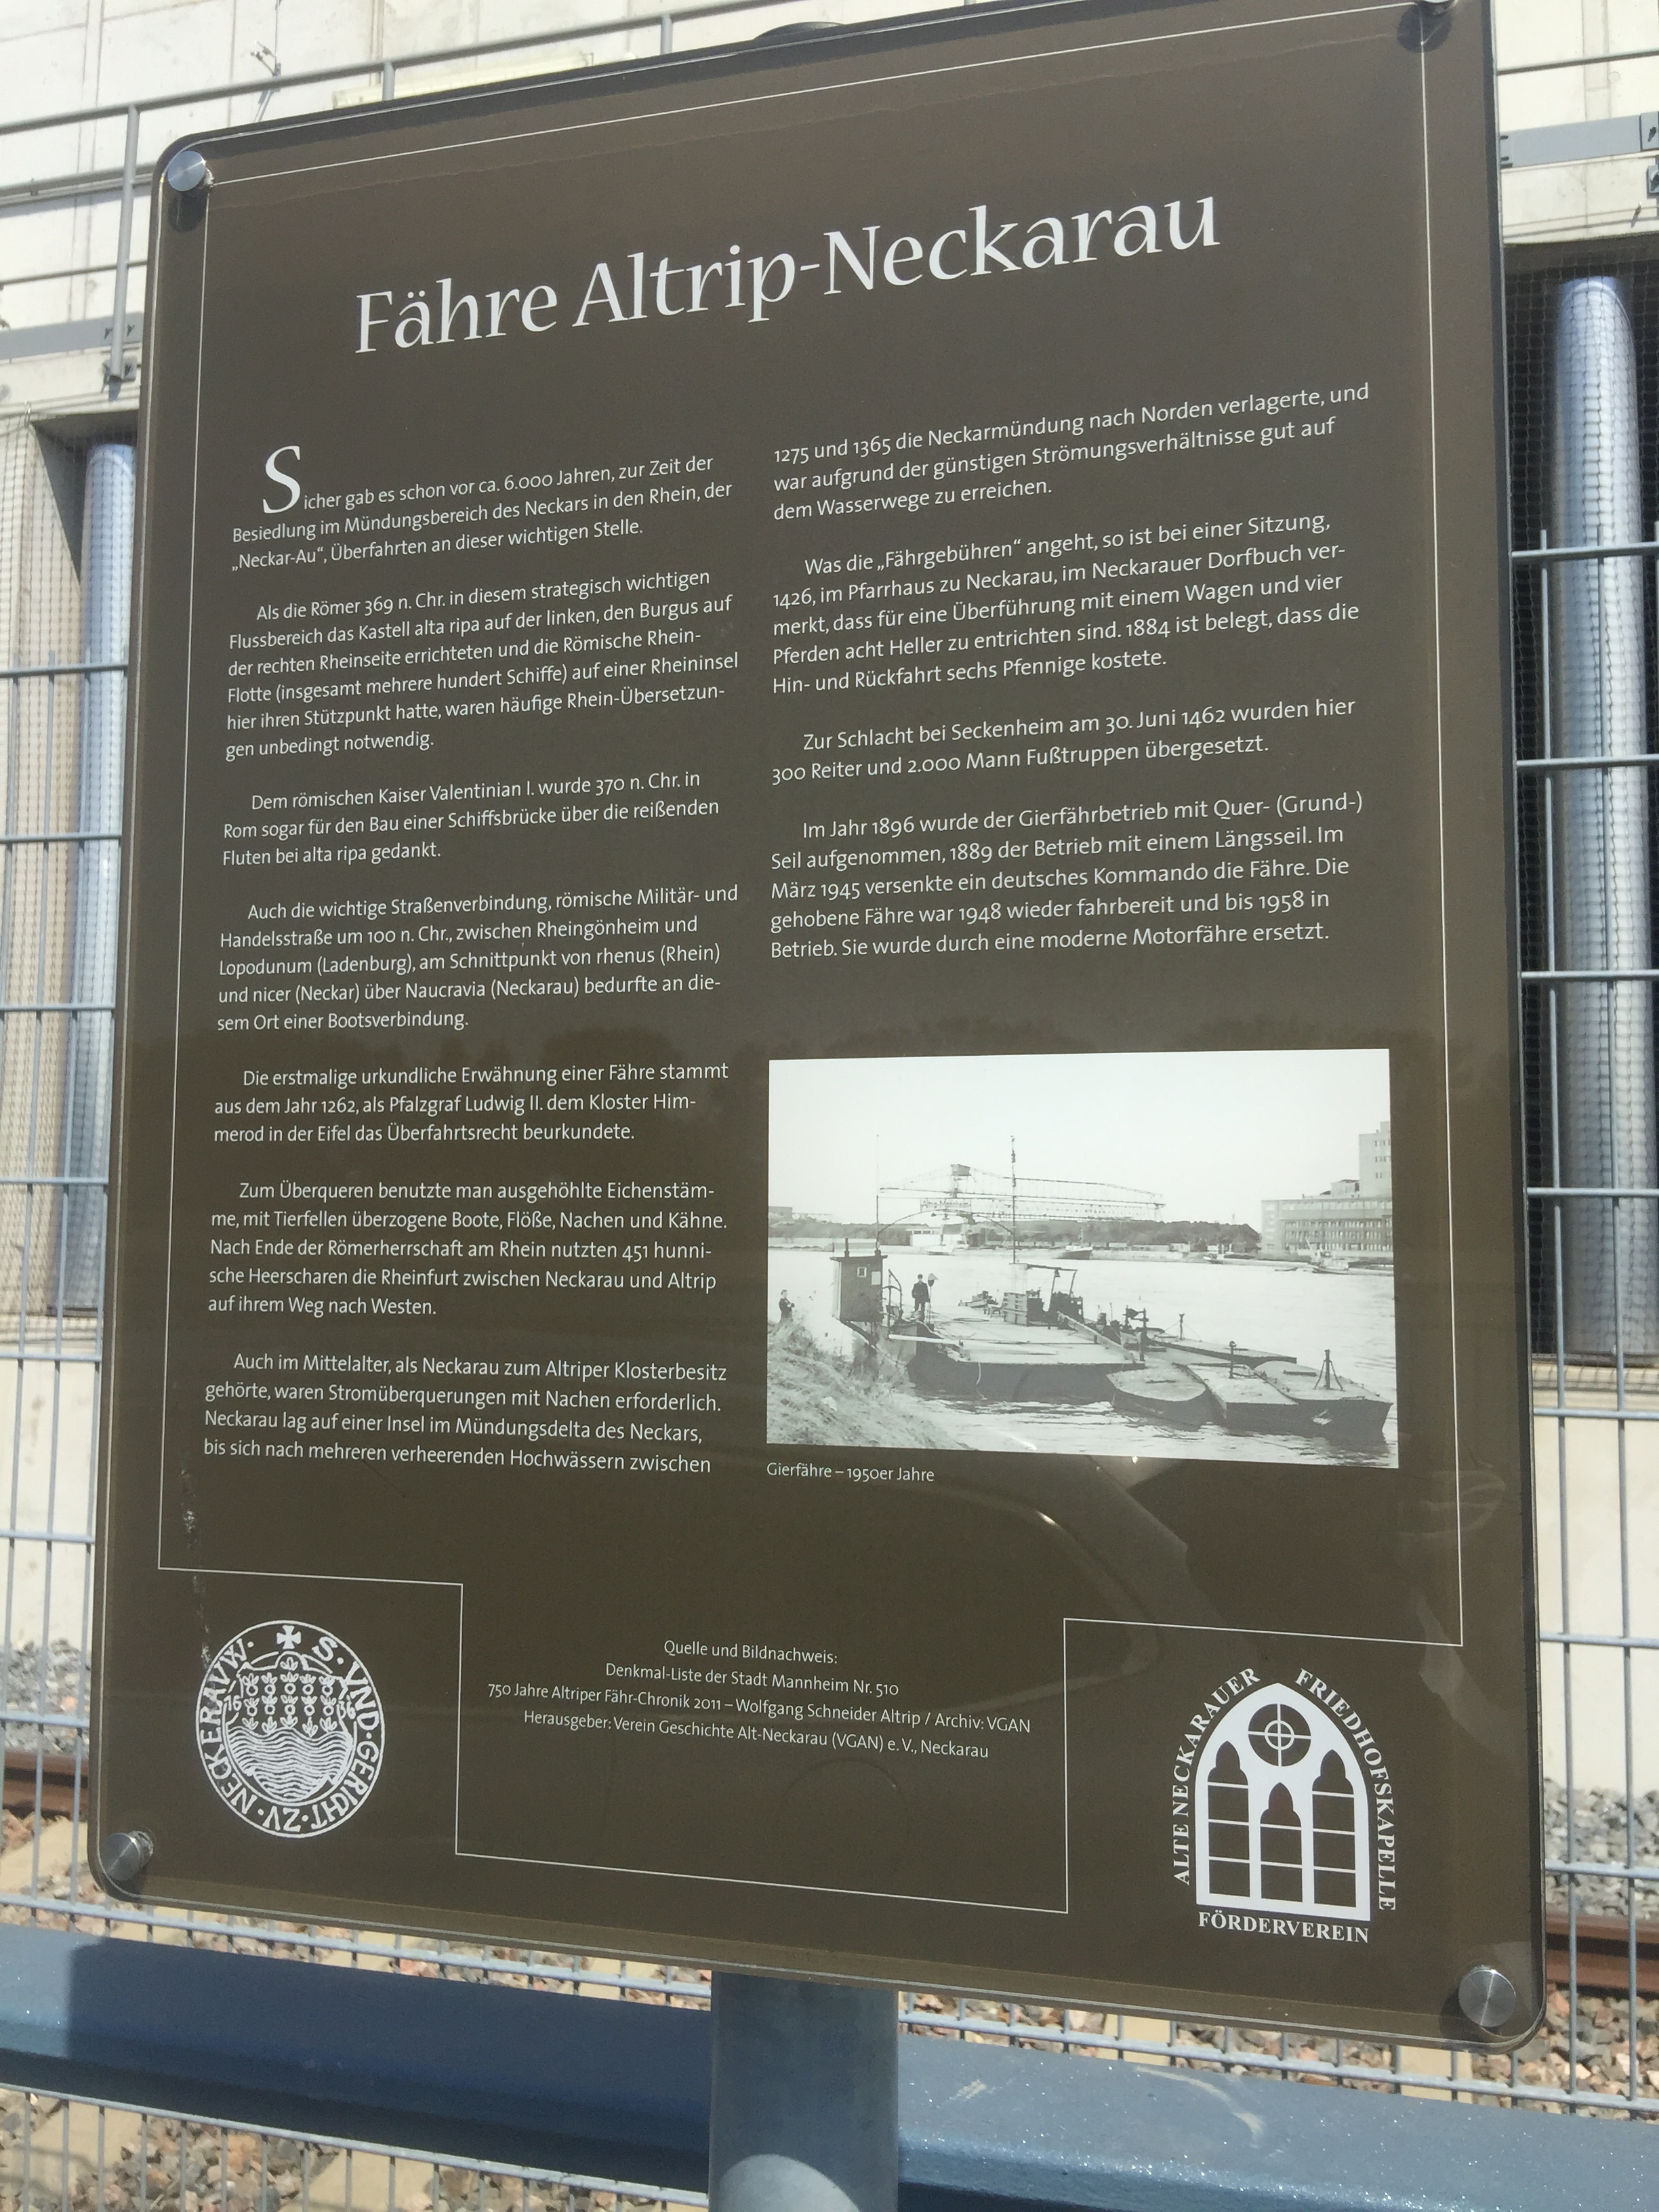 Fähre Altrip-Neckarau
Sicher gab es schon vor ca. 6.000 Jahren, zur Zeit der
Besiedlung im Mündungsbereich des Neckars in den Rhein, der
„Neckar-Au“, Überfahrten an dieser wichtigen Stelle.
Als die Römer 369 n. Chr. in diesem strategisch wichtigen
Flussbereich das Kastell alta ripa auf der linken, den Burgus auf
der rechten Rheinseite errichteten und die Römische Rhein-
Flotte (insgesamt mehrere hundert Schiffe) auf einer Rheininsel
hier ihren Stützpunkt hatte, waren häufige Rhein-Übersetzun-
gen unbedingt notwendig.
Dem römischen Kaiser Valentinian I. wurde 370 n. Chr. in
Rom sogar für den Bau einer Schiffsbrücke über die reißenden
Fluten bei alta ripa gedankt.
Auch die wichtige Straßenverbindung, römische Militär- und
Handelsstraße um 100 n. Chr., zwischen Rheingönheim und
Lopodunum (Ladenburg), am Schnittpunkt von rhenus (Rhein)
und nicer (Neckar) über Naucravia (Neckarau) bedurfte an die-
sem Ort einer Bootsverbindung.
Die erstmalige urkundliche Erwähnung einer Fähre stammt
aus dem Jahr 1262, als Pfalzgraf Ludwig II. dem Kloster Him-
merod in der Eifel das Überfahrtsrecht beurkundete.
Zum Überqueren benutzte man ausgehöhlte Eichenstäm-
me, mit Tierfellen überzogene Boote, Flöße, Nachen und Kähne.
Nach Ende der Römerherrschaft am Rhein nutzten 451 hunni-
sche Heerscharen die Rheinfurt zwischen Neckarau und Altrip
auf ihrem Weg nach Westen.
Auch im Mittelalter, als Neckarau zum Altriper Klosterbesitz
gehörte, waren Stromüberquerungen mit Nachen erforderlich.
Neckarau lag auf einer Insel im Mündungsdelta des Neckars,
bis sich nach mehreren verheerenden Hochwässern zwischen
1275 und 1365 die Neckarmündung nach Norden verlagerte, und
war aufgrund der günstigen Strömungsverhältnisse gut auf
dem Wasserwege zu erreichen.
Was die „Fährgebühren“ angeht, so ist bei einer Sitzung,
1426, im Pfarrhaus zu Neckarau, im Neckarauer Dorfbuch ver-
merkt, dass für eine Überführung mit einem Wagen und vier
Pferden acht Heller zu entrichten sind. 1884 ist belegt, dass die
Hin- und Rückfahrt sechs Pfennige kostete.
Zur Schlacht bei Seckenheim am 30. Juni 1462 wurden hier
300 Reiter und 2.000 Mann Fußtruppen übergesetzt.
Im Jahr 1896 wurde der Gierfährbetrieb mit Quer- (Grund-)
Seil aufgenommen, 1889 der Betrieb mit einem Längsseil. Im
März 1945 versenkte ein deutsches Kommando die Fähre. Die
gehobene Fähre war 1948 wieder fahrbereit und bis 1958 in
Betrieb. Sie wurde durch eine moderne Motorfähre ersetzt.
Gierfähre – 1950er Jahre
S·VND·GERICHT·ZV·NECKERAVW·
16 36
Quelle und Bildnachweis:
Denkmal-Liste der Stadt Mannheim Nr. 510
750 Jahre Altriper Fähr-Chronik 2011 – Wolfgang Schneider Altrip / Archiv: VGAN
Herausgeber: Verein Geschichte Alt-Neckarau (VGAN) e. V., Neckarau
ALTE NECKARAUER FRIEDHOFSKAPELLE
FÖRDERVEREIN